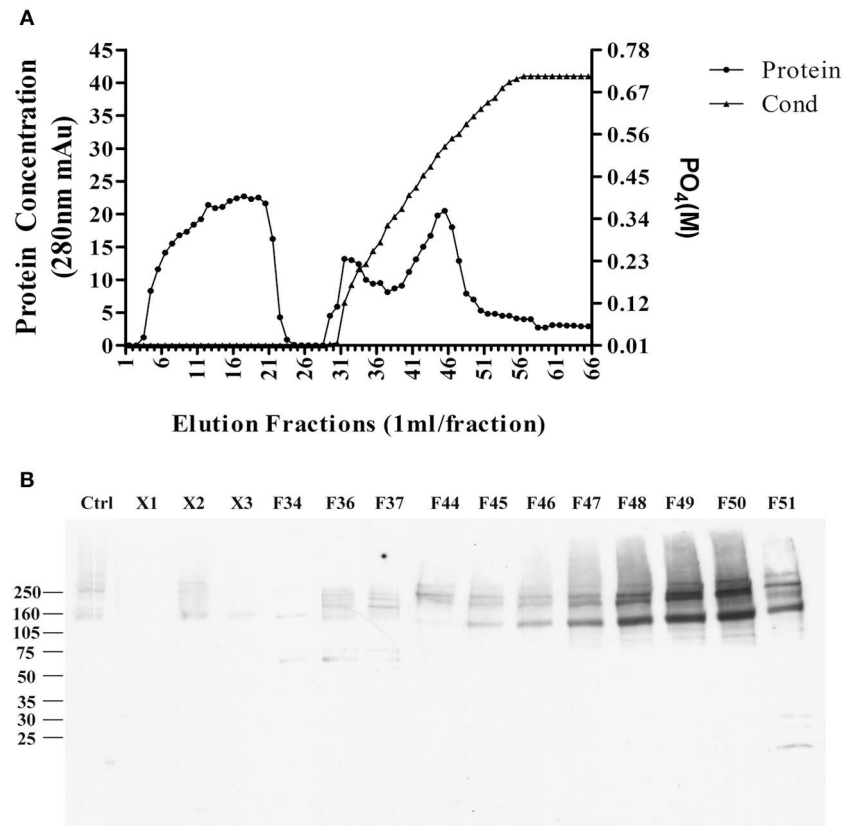 A
Protein Concentration
(280nm mAu)
45
40
35
30
25
20
15
10
5
0
0.78
0.67
0.56
0.45
0.34
0.23
0.12
0.01
PO4(M)
Protein
Cond
1 6 11 16 21 26 31 36 41 46 51 56 61 66
Elution Fractions (1ml/fraction)
B
Ctrl X1 X2 X3 F34 F36 F37 F44 F45 F46 F47 F48 F49 F50 F51
250
160
105
75
50
35
30
25